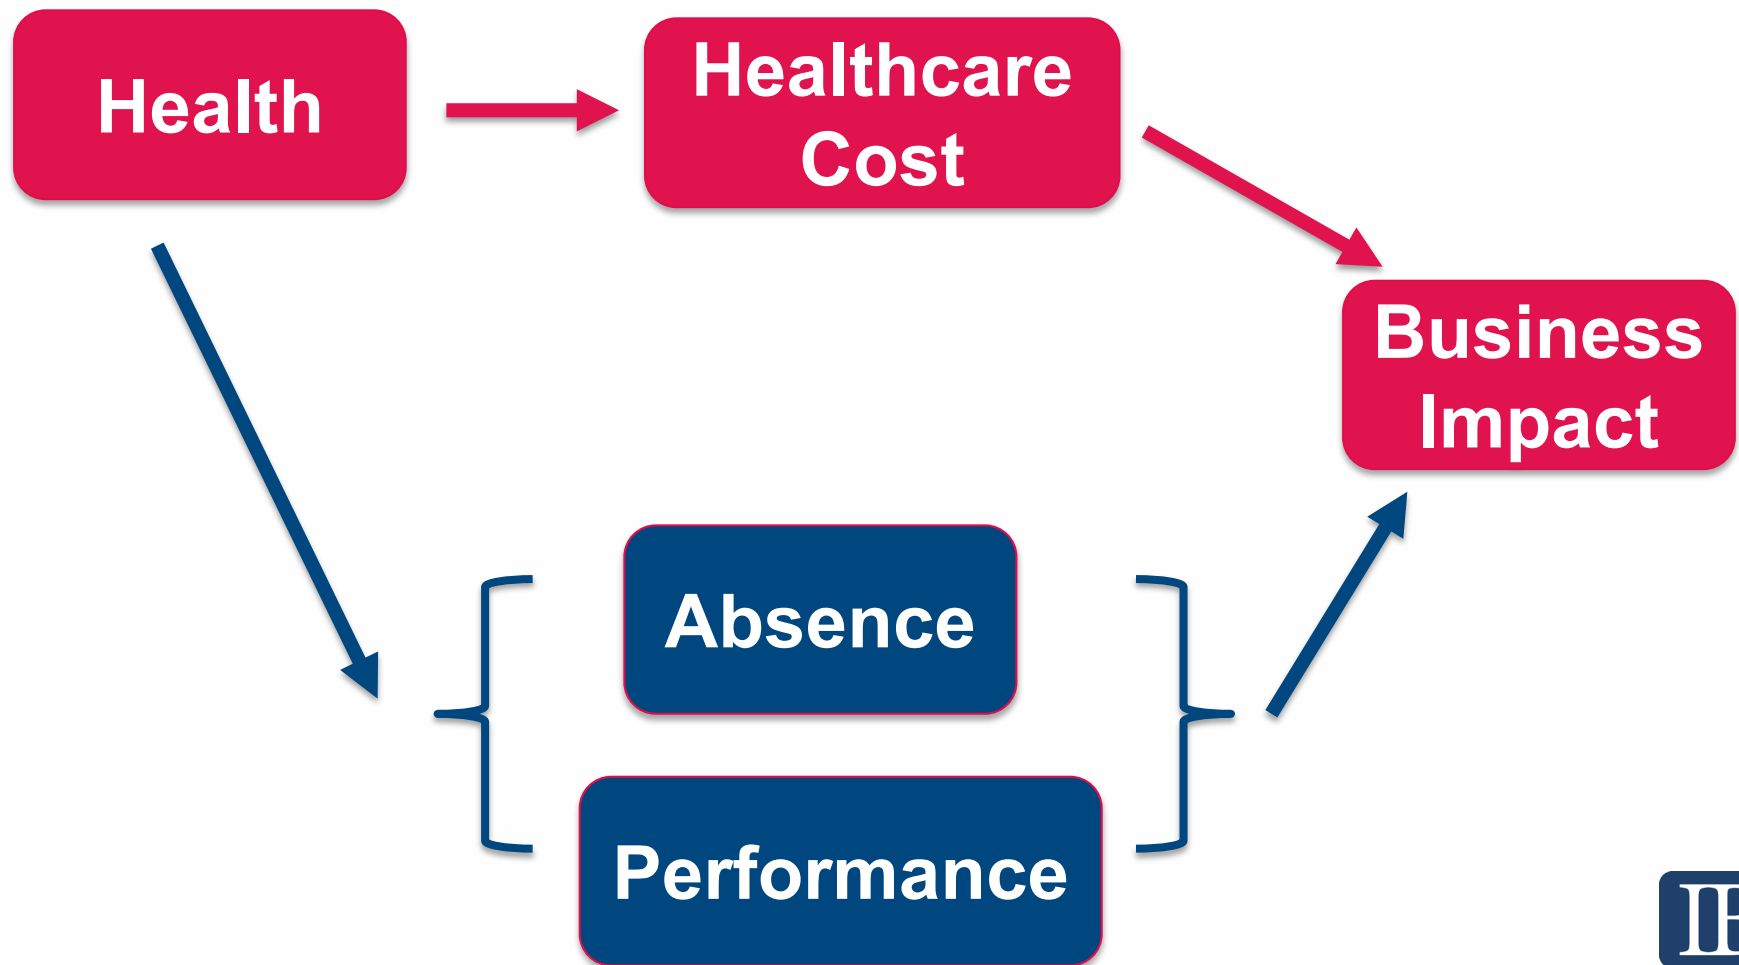 Health
Healthcare
Cost
Business
Impact
Absence
Performance